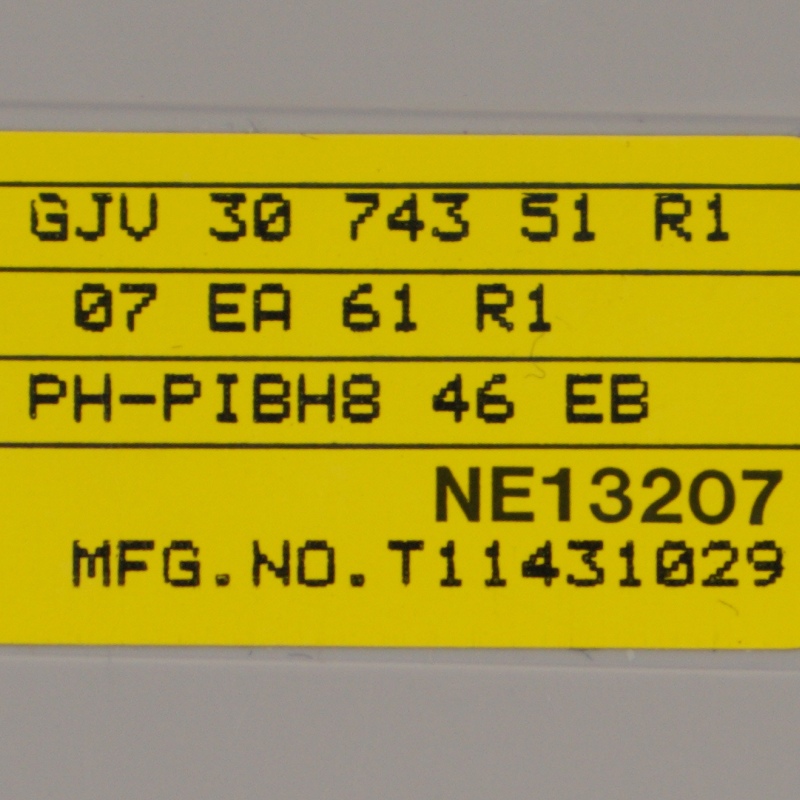 GJV 30 743 51 R1
07 EA 61 R1
PH-PIBH8 46 EB
NE13207
MFG.NO.T11431029